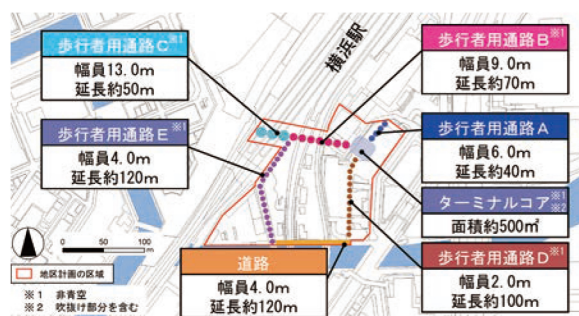 歩行者用通路C※1
幅員13.0m
延長約50m
横浜駅
歩行者用通路B※1
幅員9.0m
延長約70m
歩行者用通路E※1
幅員4.0m
延長約120m
歩行者用通路A
幅員6.0m
延長約40m
ターミナルコア※1※2
面積約500㎡
0 50 100
m
地区計画の区域
※1 非青空
※2 吹抜け部分を含む
道路
幅員4.0m
延長約120m
歩行者用通路D※1
幅員2.0m
延長約100m